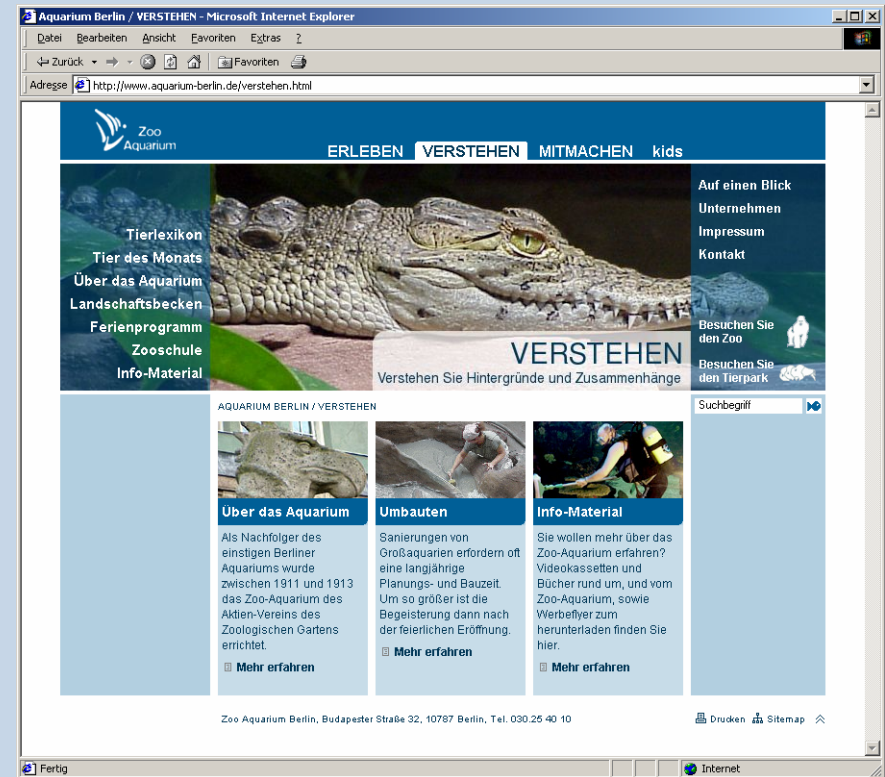 Aquarium Berlin / VERSTEHEN - Microsoft Internet Explorer
Datei Bearbeiten Ansicht Favoriten Extras ?
Zurück Favoriten
Adresse http://www.aquarium-berlin.de/verstehen.html
Zoo
Aquarium
ERLEBEN VERSTEHEN MITMACHEN kids
Tierlexikon
Tier des Monats
Über das Aquarium
Landschaftsbecken
Ferienprogramm
Zooschule
Info-Material
VERSTEHEN
Verstehen Sie Hintergründe und Zusammenhänge
Auf einen Blick
Unternehmen
Impressum
Kontakt
Besuchen Sie
den Zoo
Besuchen Sie
den Tierpark
Suchbegriff
AQUARIUM BERLIN / VERSTEHEN
Über das Aquarium
Als Nachfolger des
einstigen Berliner
Aquariums wurde
zwischen 1911 und 1913
das Zoo-Aquarium des
Aktien-Vereins des
Zoologischen Gartens
errichtet.
Mehr erfahren
Umbauten
Sanierungen von
Großaquarien erfordern oft
eine langjährige
Planungs- und Bauzeit.
Um so größer ist die
Begeisterung dann nach
der feierlichen Eröffnung.
Mehr erfahren
Info-Material
Sie wollen mehr über das
Zoo-Aquarium erfahren?
Videokassetten und
Bücher rund um, und vom
Zoo-Aquarium, sowie
Werbeflyer zum
herunterladen finden Sie
hier.
Mehr erfahren
Zoo Aquarium Berlin, Budapester Straße 32, 10787 Berlin, Tel. 030.25 40 10
Drucken Sitemap
Fertig Internet